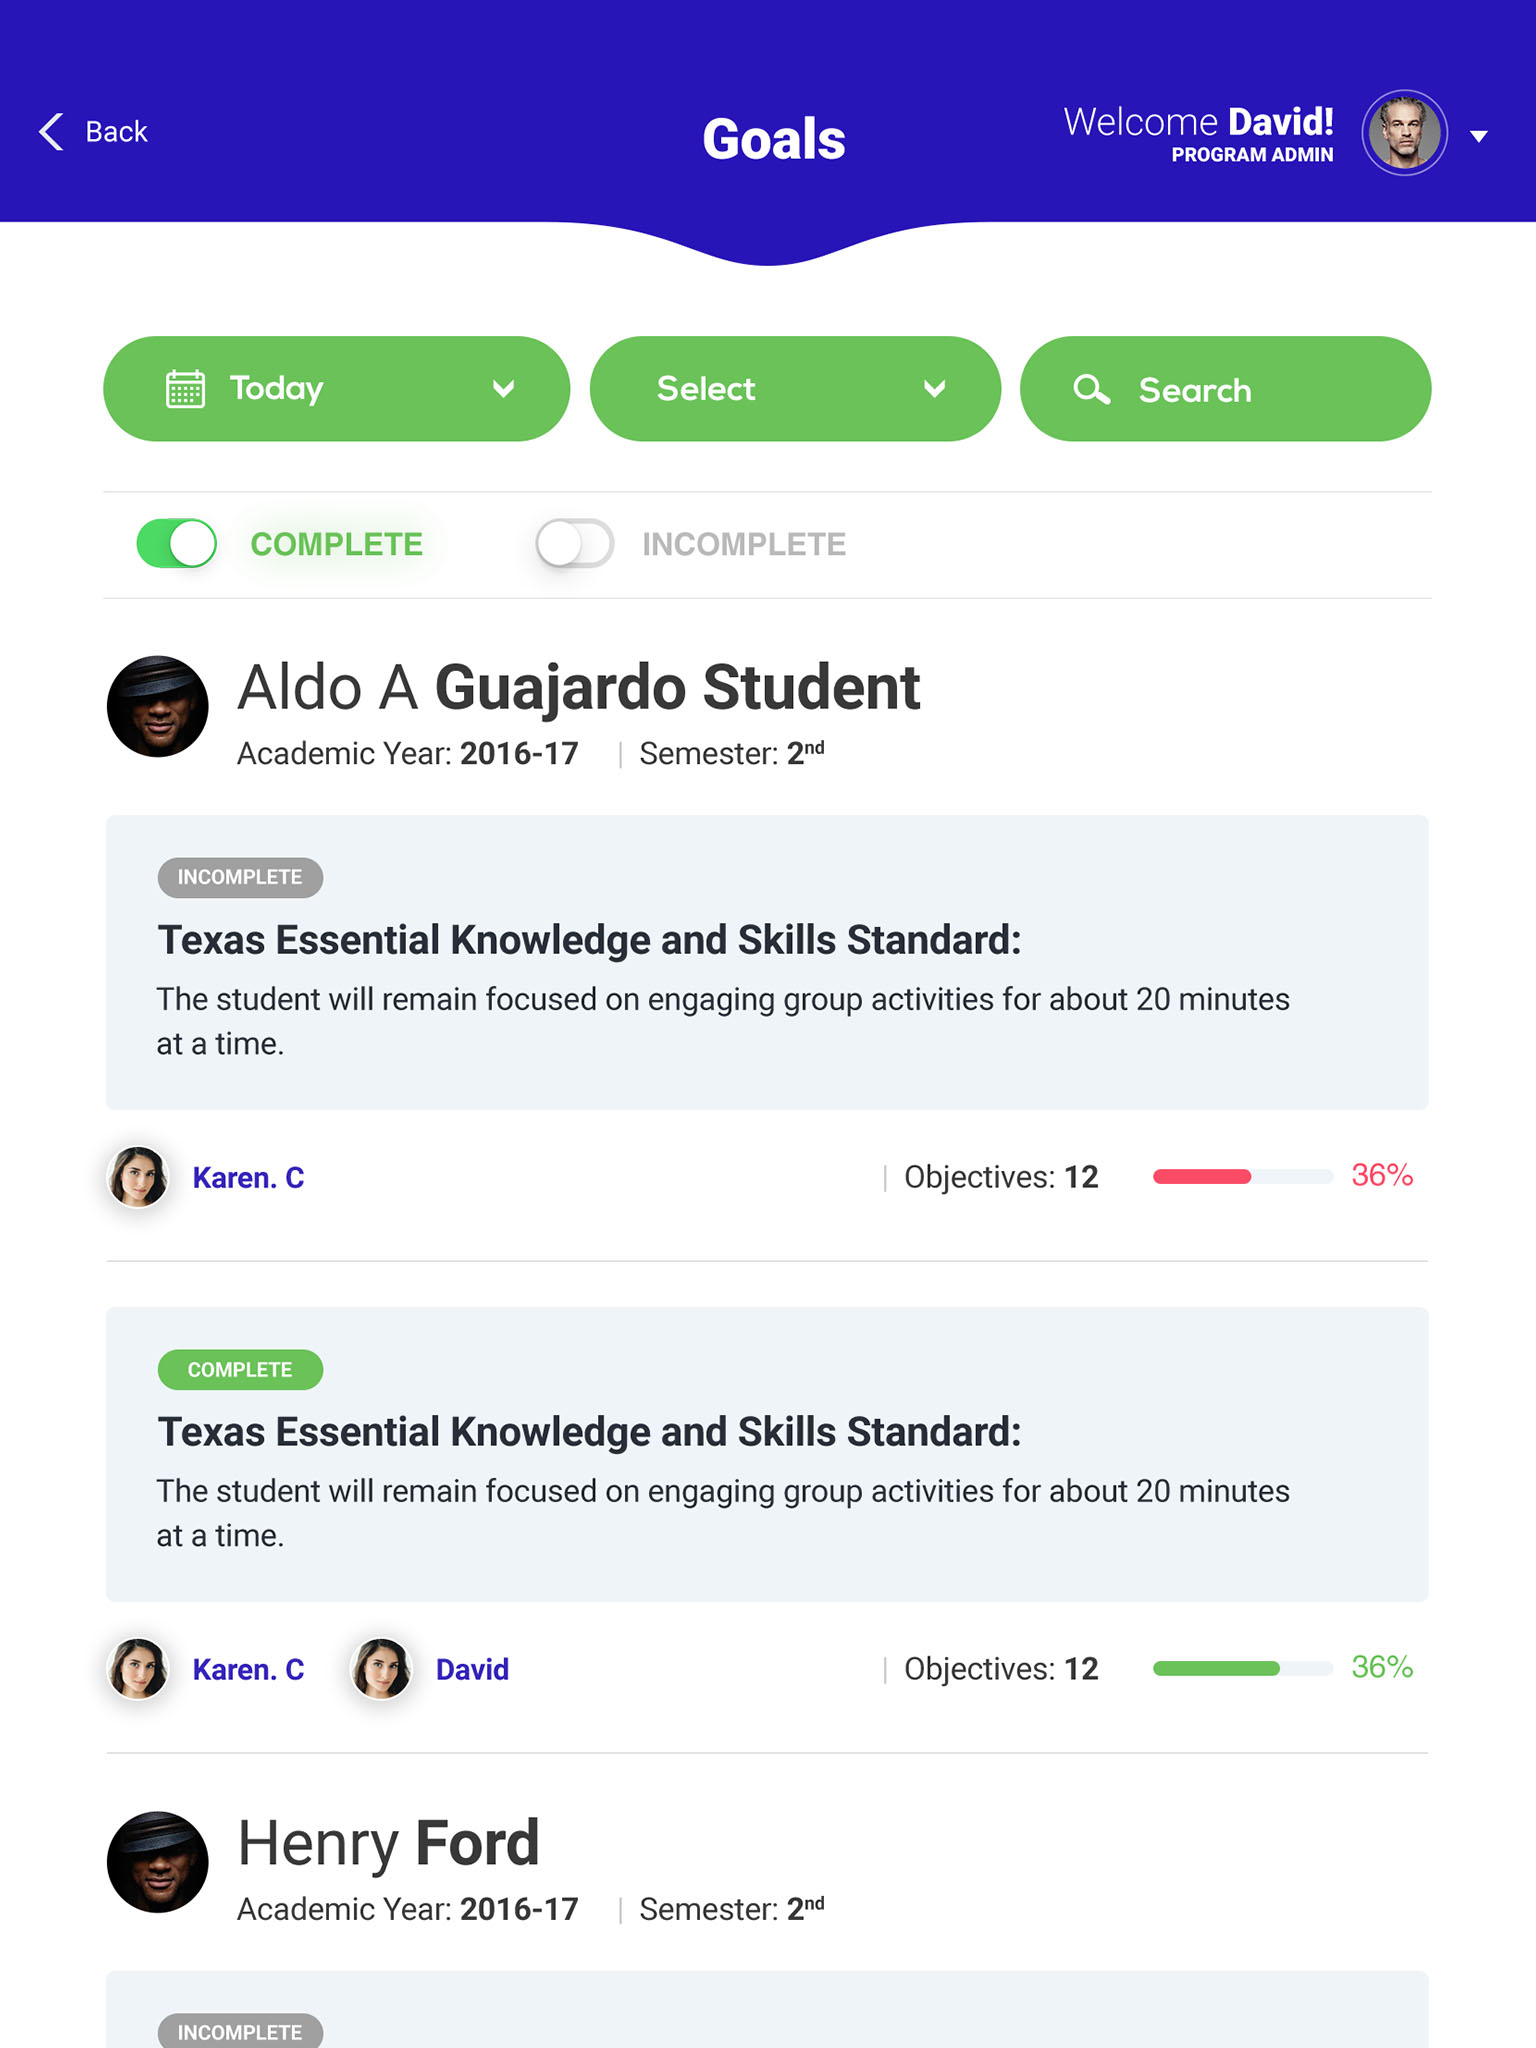 Back
Goals
Welcome David!
PROGRAM ADMIN
Today
Select
Search
COMPLETE
INCOMPLETE
Aldo A Guajardo Student
Academic Year: 2016-17 | Semester: 2nd
INCOMPLETE
Texas Essential Knowledge and Skills Standard:
The student will remain focused on engaging group activities for about 20 minutes
at a time.
Karen. C
| Objectives: 12
36%
COMPLETE
Texas Essential Knowledge and Skills Standard:
The student will remain focused on engaging group activities for about 20 minutes
at a time.
Karen. C
David
| Objectives: 12
36%
Henry Ford
Academic Year: 2016-17 | Semester: 2nd
INCOMPLETE